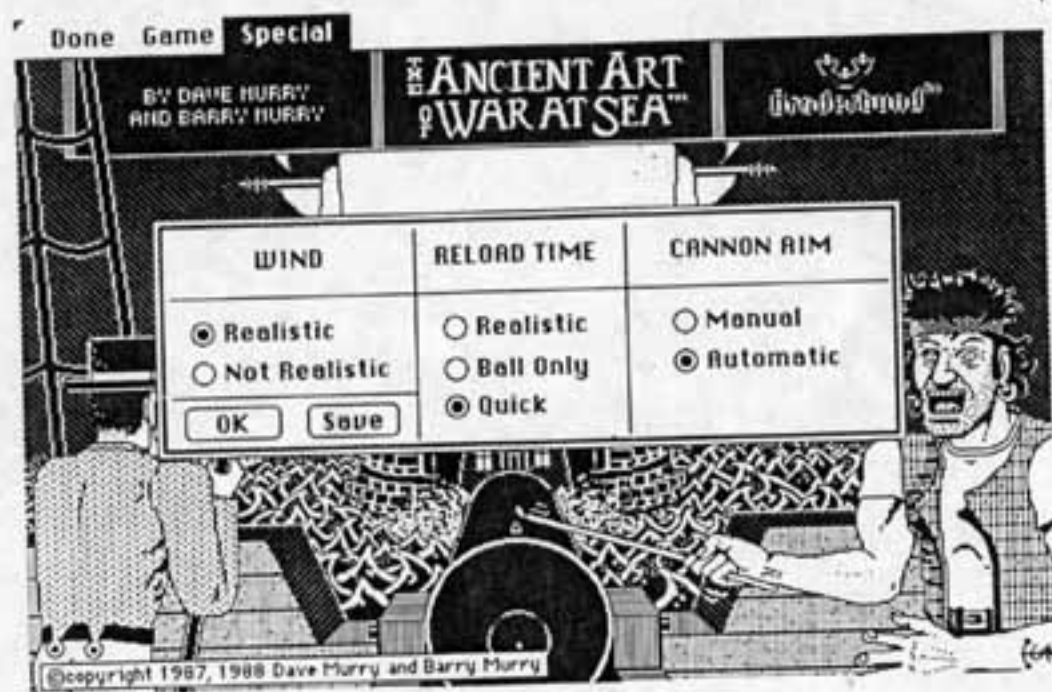 Done Game Special
BY DAVE MURRY
AND BARRY MURRY
THE ANCIENT ART
OF WAR AT SEA™
Brøderbund™
WIND
Realistic
Not Realistic
OK Save
RELOAD TIME
Realistic
Ball Only
Quick
CANNON AIM
Manual
Automatic
©copyright 1987, 1988 Dave Murry and Barry Murry